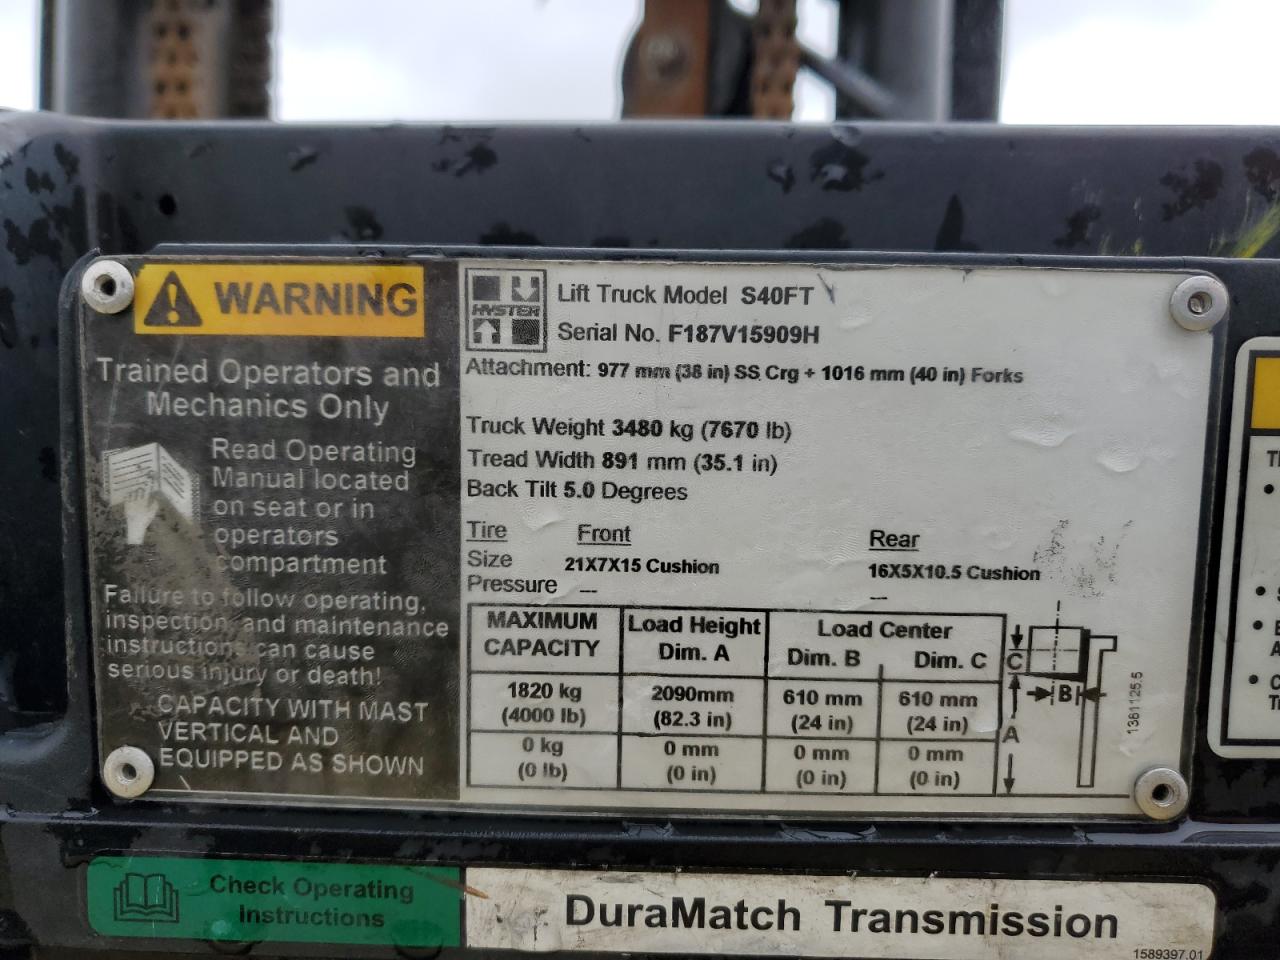 WARNING
Trained Operators and
Mechanics Only
Read Operating
Manual located
on seat or in
operators
compartment
Failure to follow operating,
inspection and maintenance
instructions can cause
serious injury or death!
CAPACITY WITH MAST
VERTICAL AND
EQUIPPED AS SHOWN
HYSTER
Lift Truck Model S40FT
Serial No. F187V15909H
Attachment: 977 mm (38 in) SS Crg + 1016 mm (40 in) Forks
Truck Weight 3480 kg (7670 lb)
Tread Width 891 mm (35.1 in)
Back Tilt 5.0 Degrees
Tire Front Rear
Size 21X7X15 Cushion 16X5X10.5 Cushion
Pressure --- ---
MAXIMUM CAPACITY Load Height Dim. A Load Center Dim. B Dim. C
1820 kg 2090mm 610 mm 610 mm
(4000 lb) (82.3 in) (24 in) (24 in)
0 kg 0 mm 0 mm 0 mm
(0 lb) (0 in) (0 in) (0 in)
C
B
A
1361125.5
Check Operating
Instructions
DuraMatch Transmission
1589397.01